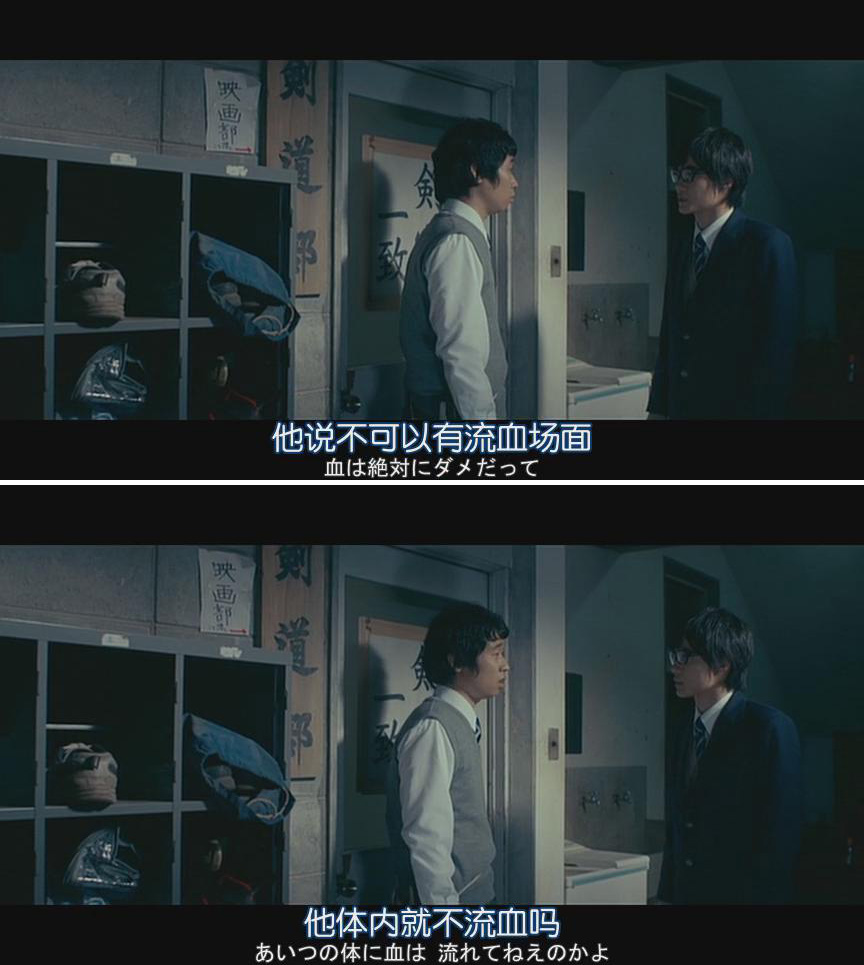 映画部
剣道部
剣
一致
他说不可以有流血场面
血は絶対にダメだって
映画部
剣道部
剣
一致
他体内就不流血吗
あいつの体に血は 流れてねえのかよ